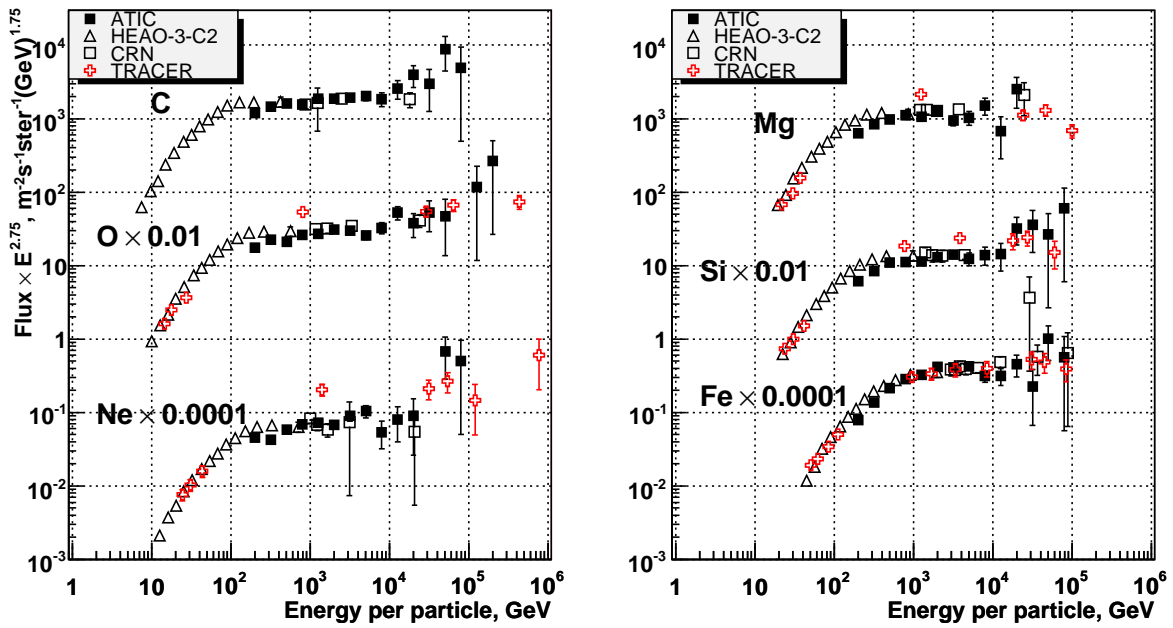 Flux × E^2.75, m^-2 s^-1 ster^-1 (GeV)^1.75
10^4
10^3
10^2
10
1
10^-1
10^-2
10^-3
ATIC
HEAO-3-C2
CRN
TRACER
C
O × 0.01
Ne × 0.0001
1
10
10^2
10^3
10^4
10^5
10^6
Energy per particle, GeV
10^4
10^3
10^2
10
1
10^-1
10^-2
10^-3
ATIC
HEAO-3-C2
CRN
TRACER
Mg
Si × 0.01
Fe × 0.0001
1
10
10^2
10^3
10^4
10^5
10^6
Energy per particle, GeV